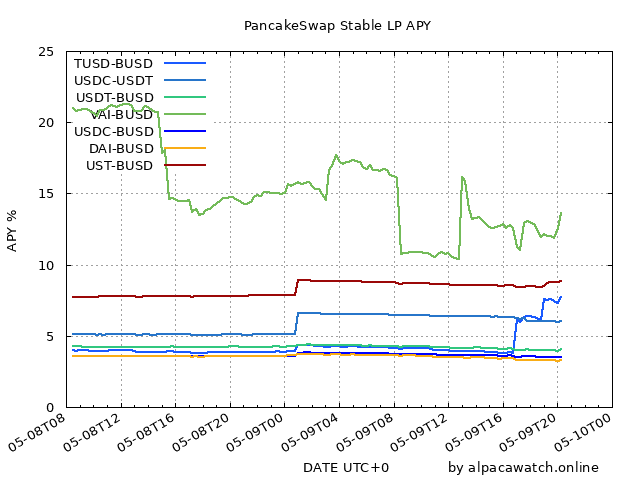 PancakeSwap Stable LP APY
25
20
15
10
5
0
APY %
TUSD-BUSD
USDC-USDT
USDT-BUSD
VAI-BUSD
USDC-BUSD
DAI-BUSD
UST-BUSD
05-08T08
05-08T12
05-08T16
05-08T20
05-09T00
05-09T04
05-09T08
05-09T12
05-09T16
05-09T20
05-10T00
DATE UTC+0
by alpacawatch.online